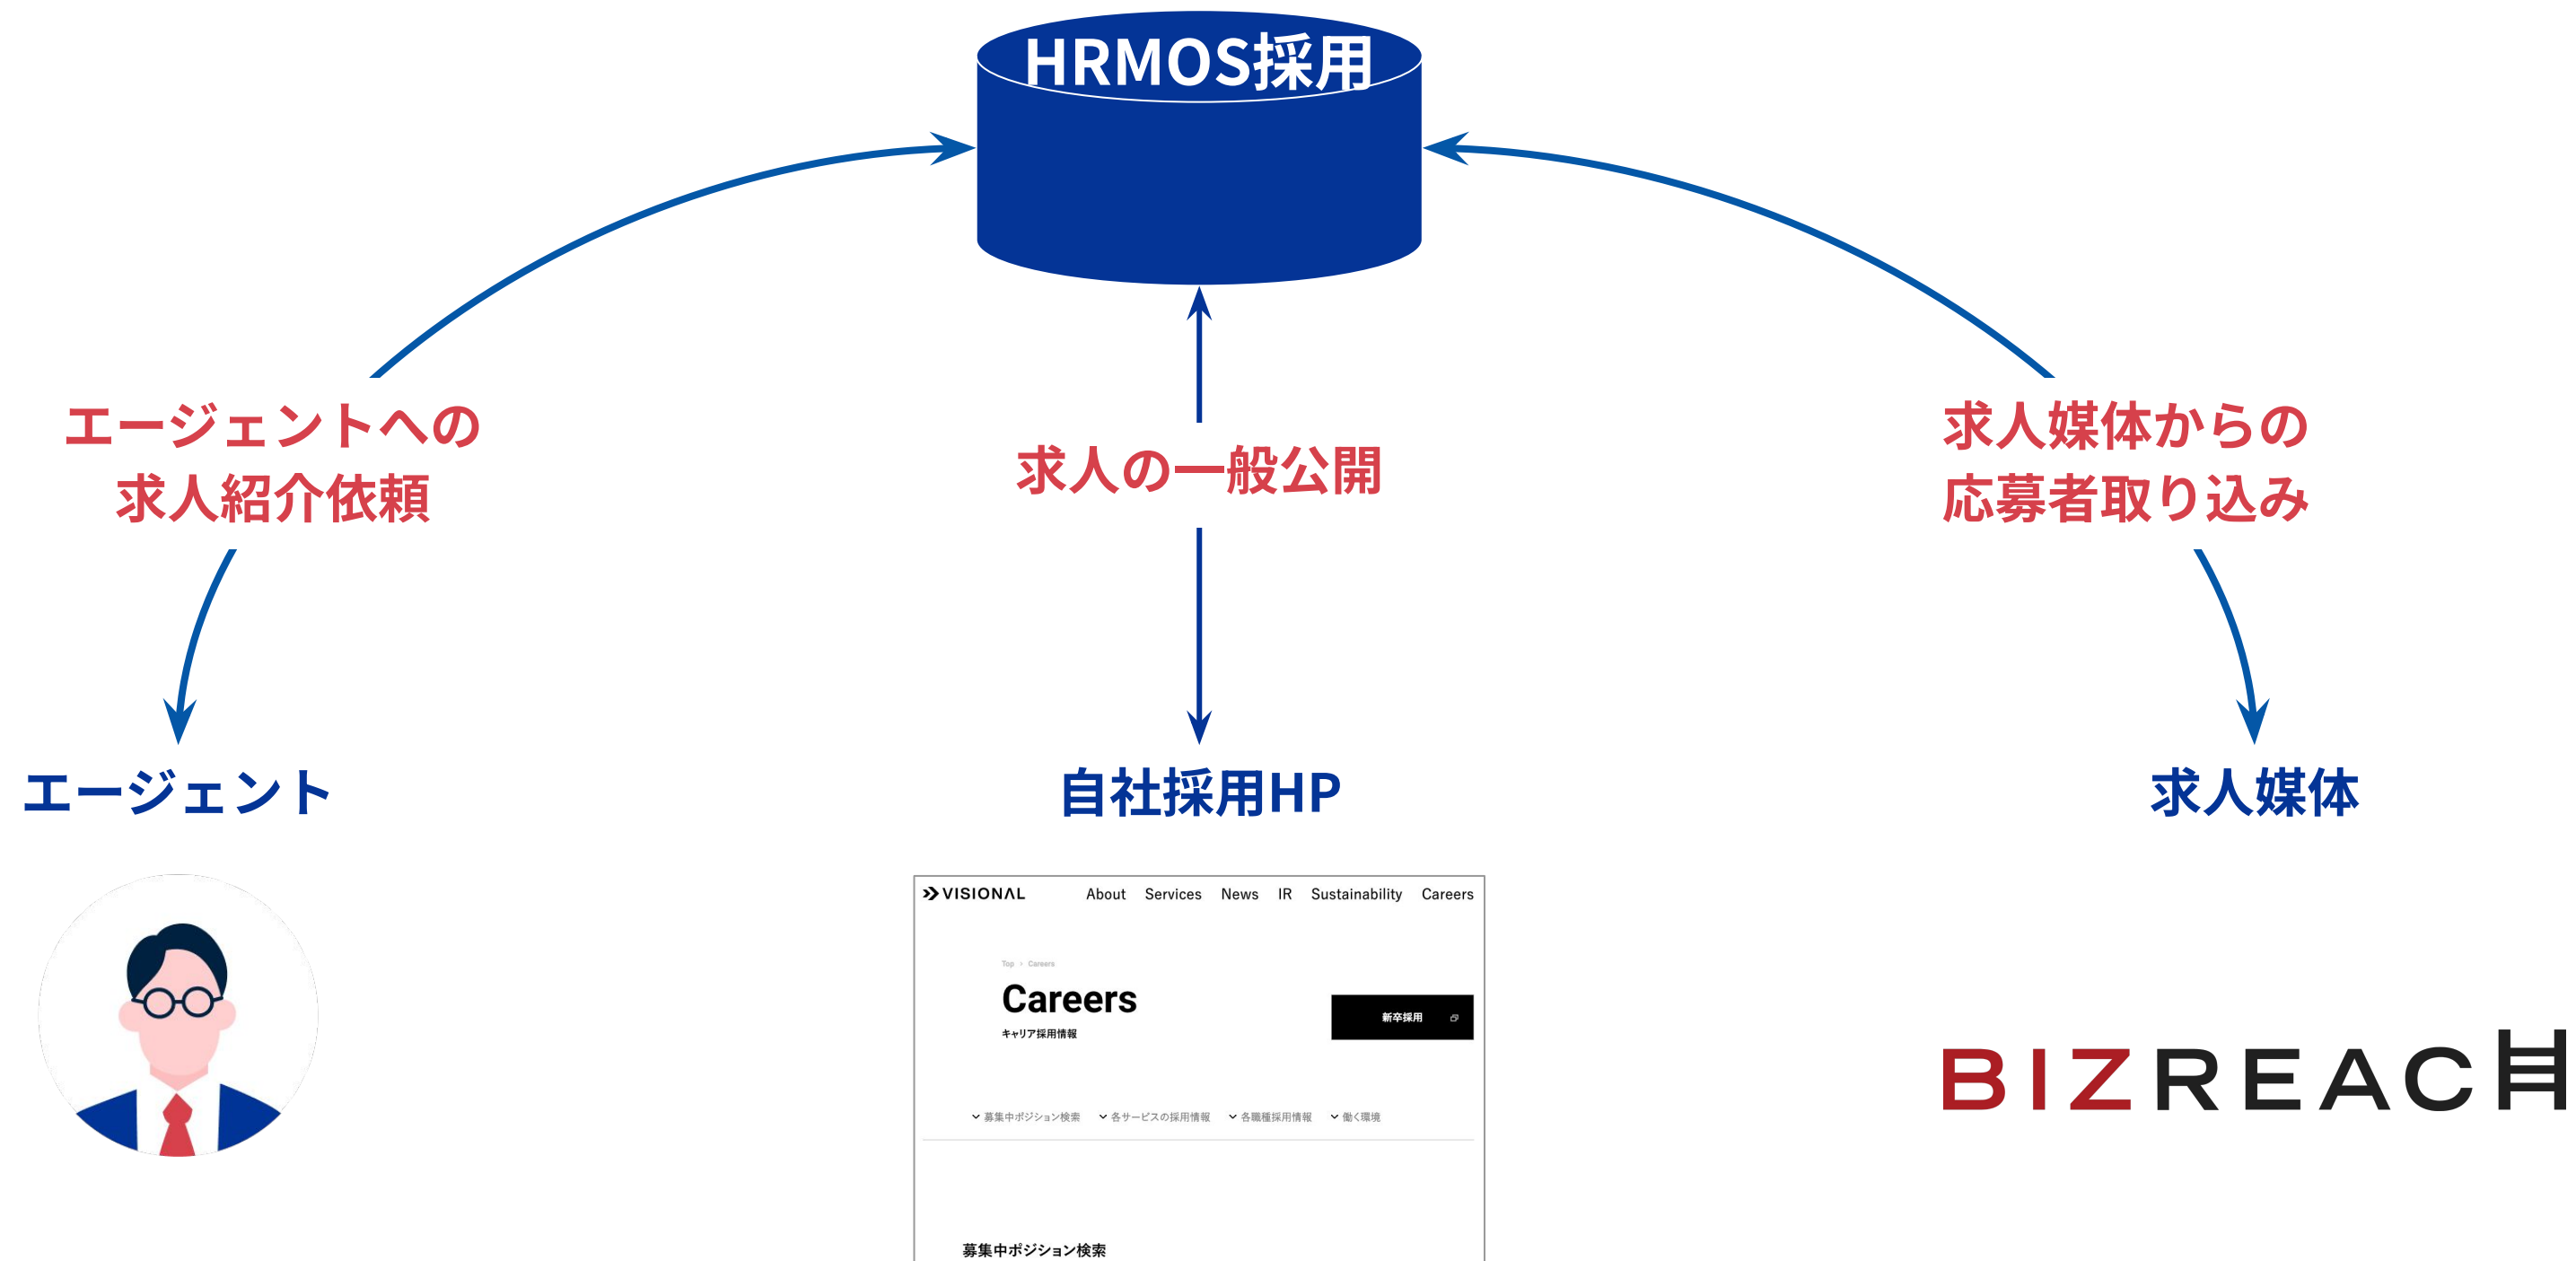 HRMOS採用
エージェントへの
求人紹介依頼
求人の一般公開
求人媒体からの
応募者取り込み
エージェント
自社採用HP
求人媒体
VISIONAL
About Services News IR Sustainability Careers
Top › Careers
Careers
キャリア採用情報
新卒採用
募集中ポジション検索 各サービスの採用情報 各職種採用情報 働く環境
募集中ポジション検索
BIZREACH